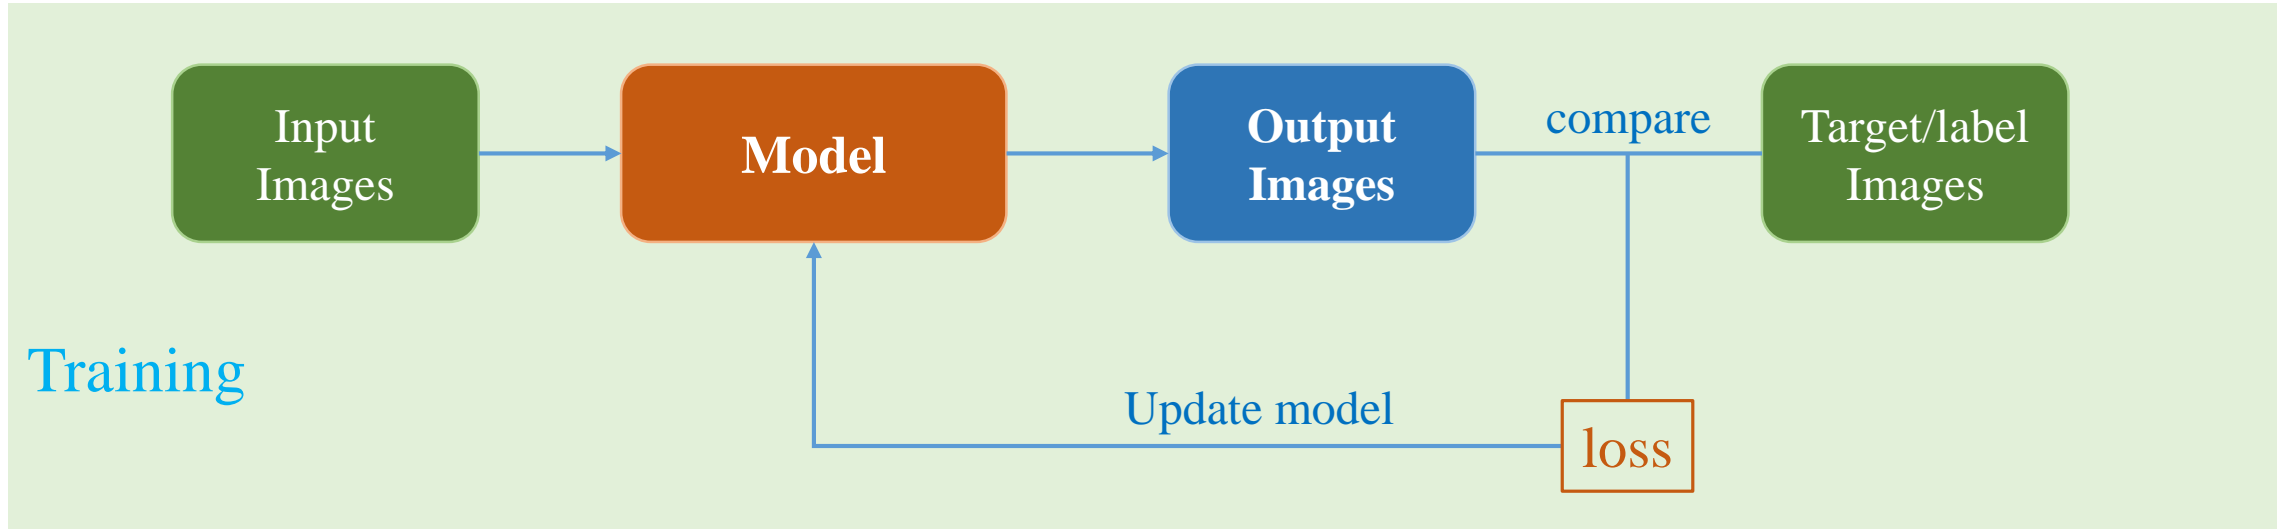 Input
Images
Model
Output
Images
compare
Target/label
Images
Training
Update model
loss